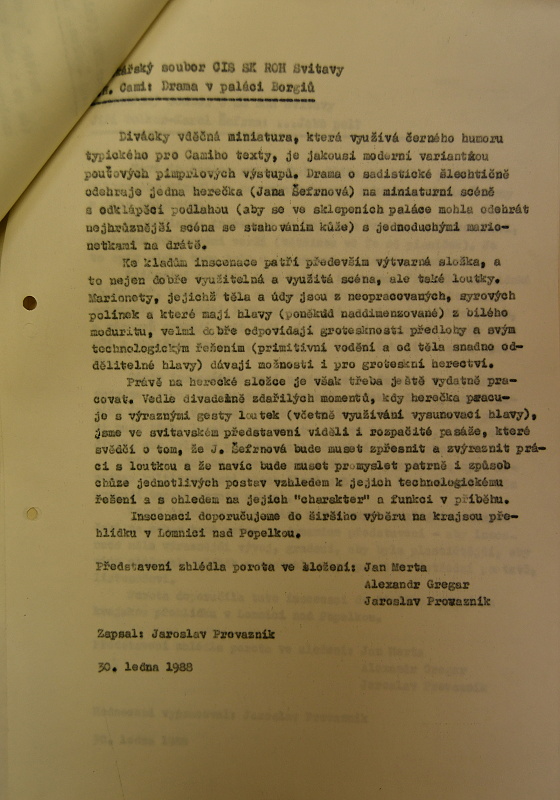 ářský soubor CIS SK ROH Svitavy
. Cami: Drama v paláci Borgiů
Divácky vděčná miniatura, která využívá černého humoru
typického pro Camiho texty, je jakousi moderní variantkou
pouťových pimprlových výstupů. Drama o sadistické šlechtičně
odehraje jedna herečka (Jana Šefrnová) na miniaturní scéně
s odklápěcí podlahou (aby se ve sklepeních paláce mohla odehrát
nejhrůznější scéna se stahováním kůže) s jednoduchými mario-
netkami na drátě.
Ke kladům inscenace patří především výtvarná složka, a
to nejen dobře využitelná a využitá scéna, ale také loutky.
Marionety, jejichž těla a údy jsou z neopracovaných, syrových
polínek a které mají hlavy (poněkud naddimenzované) z bílého
moduritu, velmi dobře odpovídají grotesknosti předlohy a svým
technologickým řešením (primitivní vodění a od těla snadno od-
dělitelné hlavy) dávají možnosti i pro groteskní herectví.
Právě na herecké složce je však třeba ještě vydatně pra-
covat. Vedle divadelně zdařilých momentů, kdy herečka pracu-
je s výraznými gesty loutek (včetně využívání vysunovací hlavy),
jsme ve svitavském představení viděli i rozpačité pasáže, které
svědčí o tom, že J. Šefrnová bude muset zpřesnit a zvýraznit prá-
ci s loutkou a že navíc bude muset promyslet patrně i způsob
chůze jednotlivých postav vzhledem k jejich technologickému
řešení a s ohledem na jejich "charakter" a funkci v příběhu.
Inscenaci doporučujeme do širšího výběru na krajsou pře-
hlídku v Lomnici nad Popelkou.
Představení zhlédla porota ve složení: Jan Merta
Alexandr Gregar
Jaroslav Provazník
Zapsal: Jaroslav Provazník
30. ledna 1988